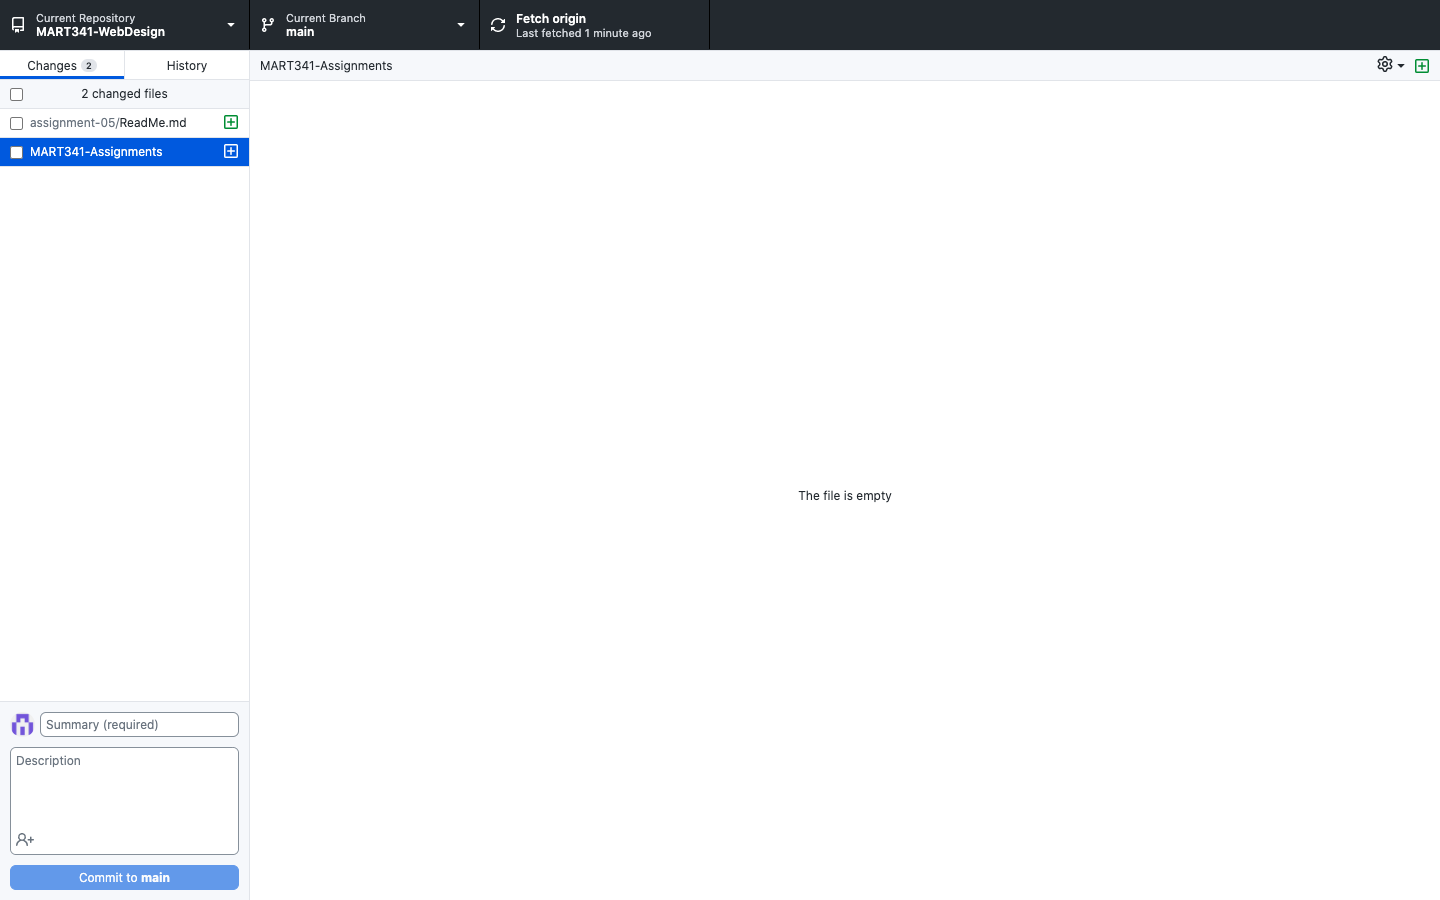 Current Repository
MART341-WebDesign
Current Branch
main
Fetch origin
Last fetched 1 minute ago
Changes 2
History
MART341-Assignments
2 changed files
assignment-05/ReadMe.md
MART341-Assignments
The file is empty
Summary (required)
Description
Commit to main